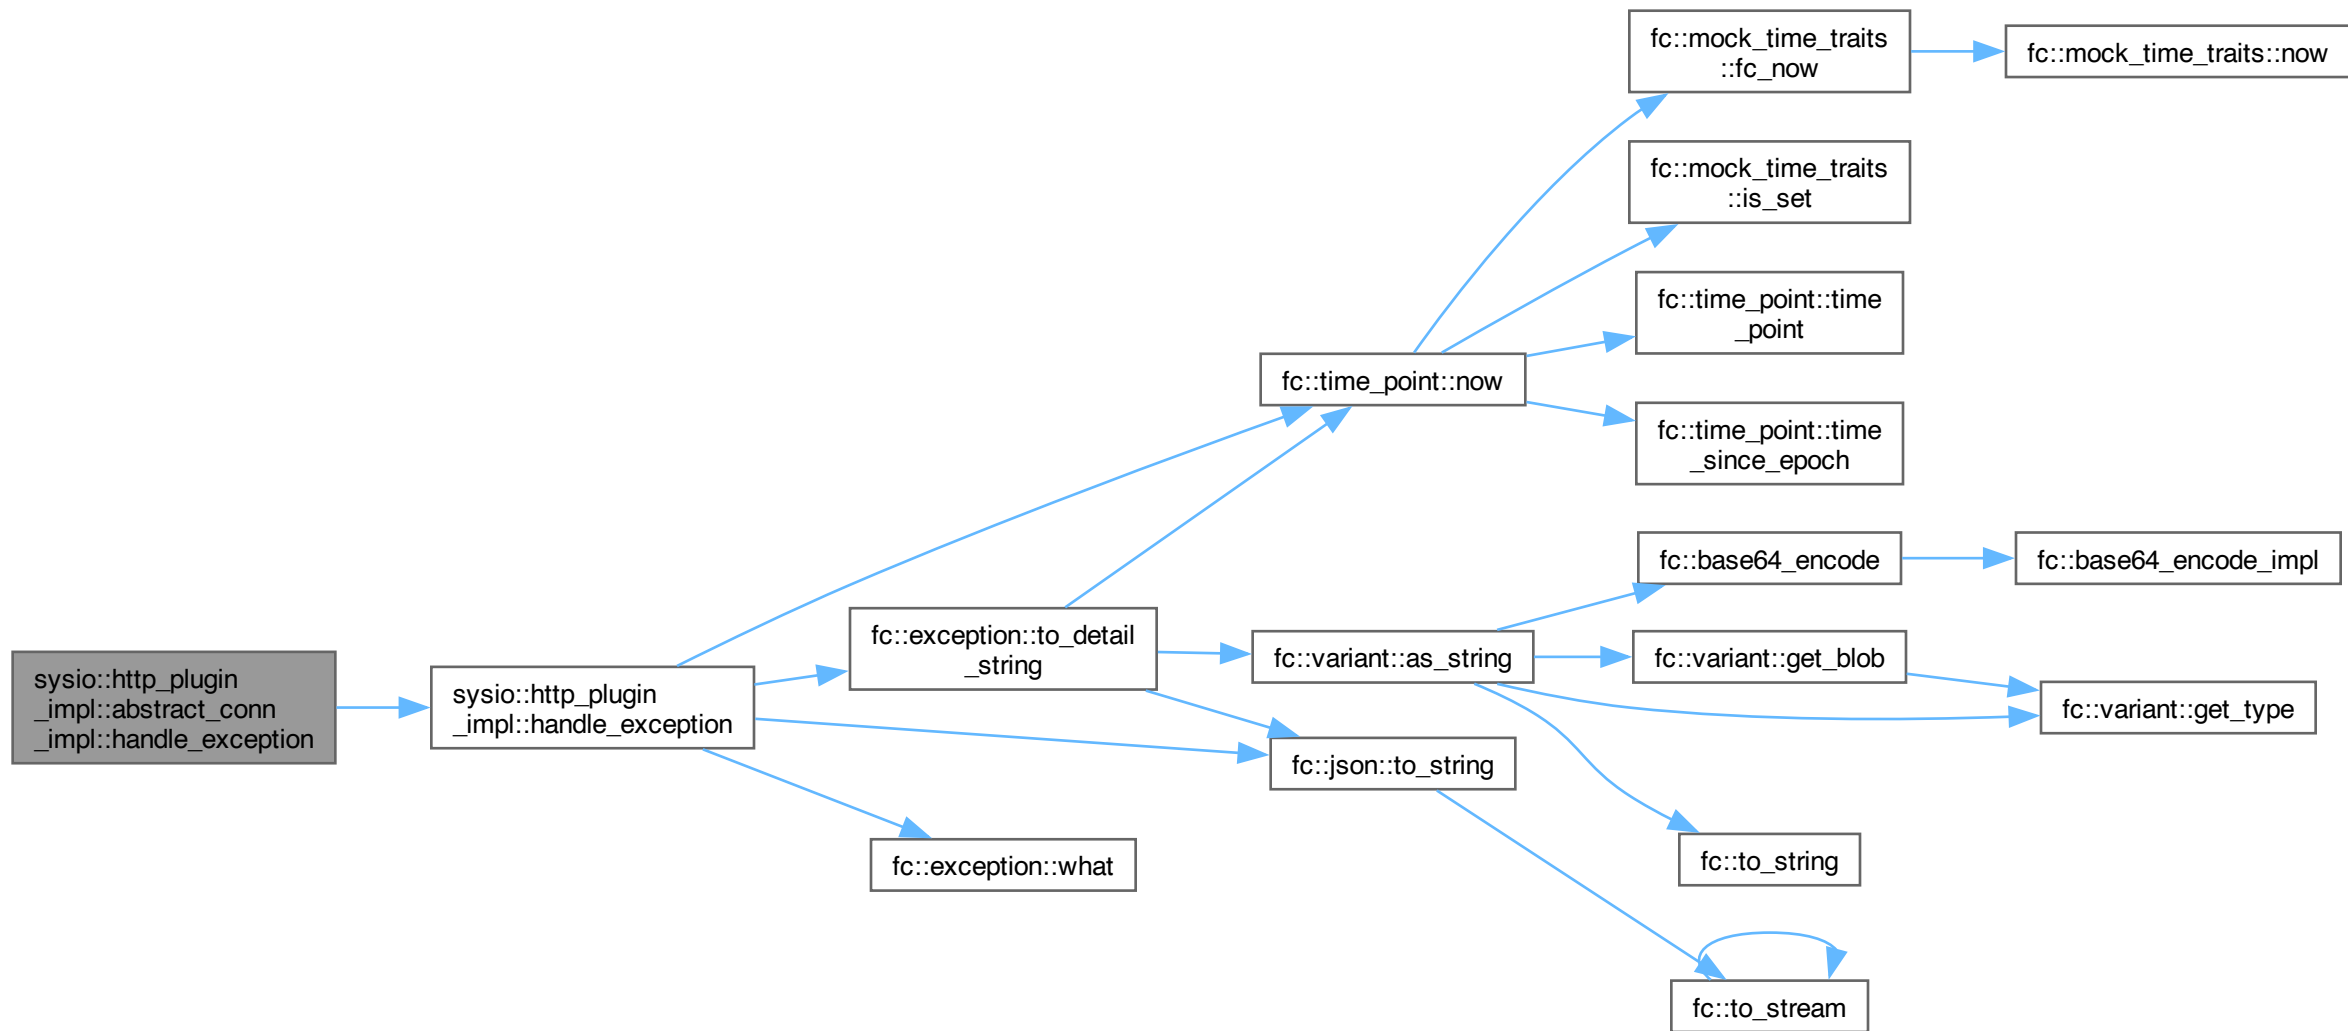 fc::mock_time_traits
::fc_now
fc::mock_time_traits::now
fc::mock_time_traits
::is_set
fc::time_point::time
_point
fc::time_point::now
fc::time_point::time
_since_epoch
fc::base64_encode
fc::base64_encode_impl
fc::exception::to_detail
_string
fc::variant::as_string
fc::variant::get_blob
sysio::http_plugin
_impl::abstract_conn
_impl::handle_exception
sysio::http_plugin
_impl::handle_exception
fc::variant::get_type
fc::json::to_string
fc::exception::what
fc::to_string
fc::to_stream